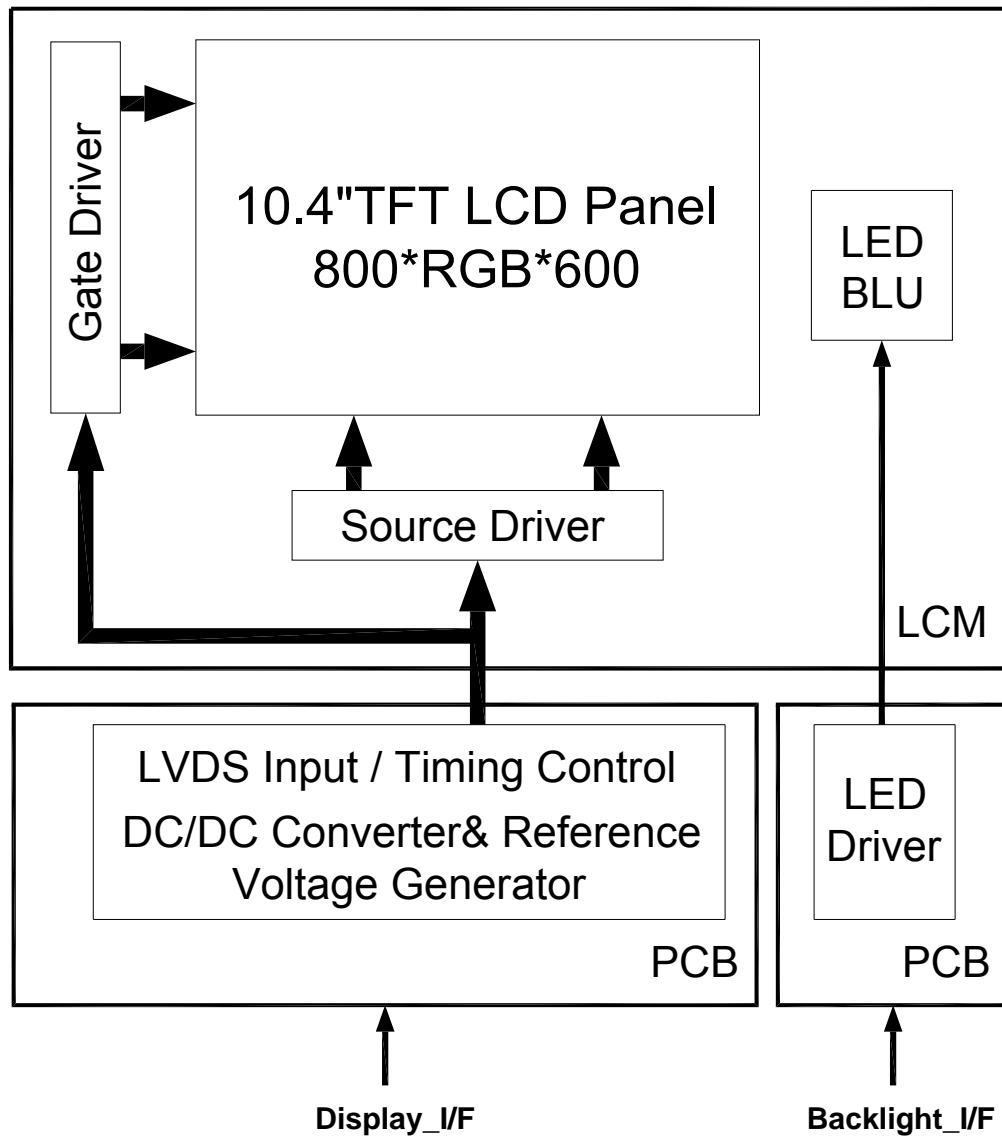 Gate Driver
10.4"TFT LCD Panel
800*RGB*600
LED
BLU
Source Driver
LCM
LVDS Input / Timing Control
DC/DC Converter& Reference
Voltage Generator
PCB
LED
Driver
PCB
Display_I/F
Backlight_I/F